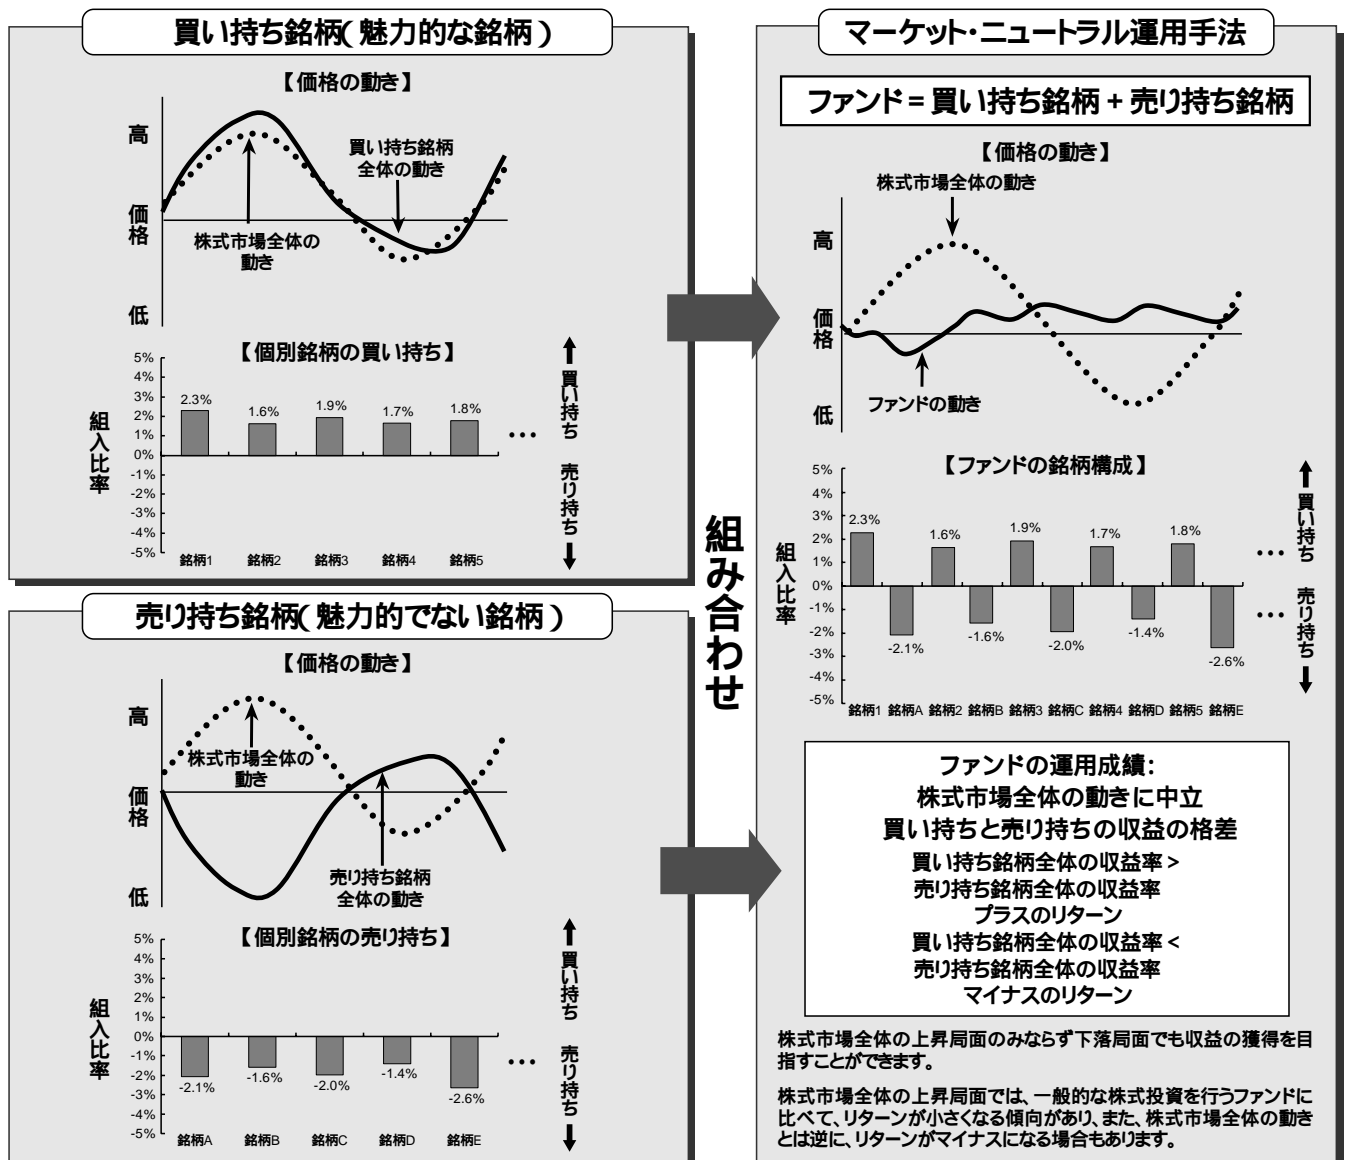 買い持ち銘柄(魅力的な銘柄)
【価格の動き】
高
価格
低
買い持ち銘柄
全体の動き
株式市場全体の
動き
【個別銘柄の買い持ち】
組入比率
5%
4%
3%
2%
1%
0%
-1%
-2%
-3%
-4%
-5%
2.3%
1.6%
1.9%
1.7%
1.8%
…
銘柄1 銘柄2 銘柄3 銘柄4 銘柄5
買い持ち
売り持ち
売り持ち銘柄(魅力的でない銘柄)
【価格の動き】
高
価格
低
株式市場全体の
動き
売り持ち銘柄
全体の動き
【個別銘柄の売り持ち】
組入比率
5%
4%
3%
2%
1%
0%
-1%
-2%
-3%
-4%
-5%
-2.1%
-1.6%
-2.0%
-1.4%
-2.6%
…
銘柄A 銘柄B 銘柄C 銘柄D 銘柄E
買い持ち
売り持ち
組み合わせ
マーケット・ニュートラル運用手法
ファンド=買い持ち銘柄+売り持ち銘柄
【価格の動き】
株式市場全体の動き
高
価格
低
ファンドの動き
【ファンドの銘柄構成】
組入比率
5%
4%
3%
2%
1%
0%
-1%
-2%
-3%
-4%
-5%
2.3%
1.6%
1.9%
1.7%
1.8%
…
-2.1%
-1.6%
-2.0%
-1.4%
-2.6%
…
銘柄1 銘柄A 銘柄2 銘柄B 銘柄3 銘柄C 銘柄4 銘柄D 銘柄5 銘柄E
買い持ち
売り持ち
ファンドの運用成績:
株式市場全体の動きに中立
買い持ちと売り持ちの収益の格差
買い持ち銘柄全体の収益率>
売り持ち銘柄全体の収益率
プラスのリターン
買い持ち銘柄全体の収益率<
売り持ち銘柄全体の収益率
マイナスのリターン
株式市場全体の上昇局面のみならず下落局面でも収益の獲得を目
指すことができます。
株式市場全体の上昇局面では、一般的な株式投資を行うファンドに
比べて、リターンが小さくなる傾向があり、また、株式市場全体の動き
とは逆に、リターンがマイナスになる場合もあります。